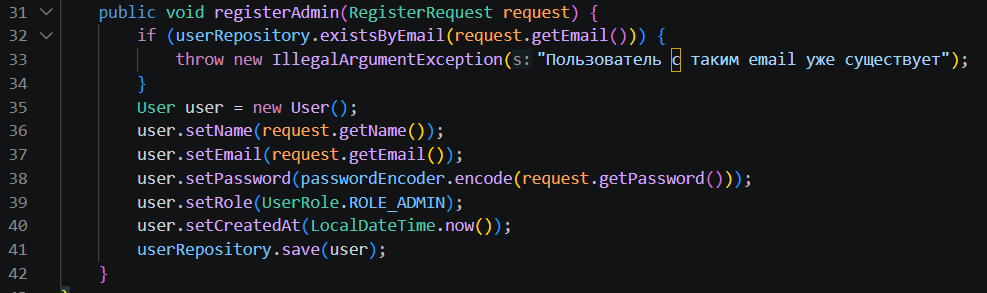 31 public void registerAdmin(RegisterRequest request) {
32 if (userRepository.existsByEmail(request.getEmail())) {
33 throw new IllegalArgumentException(s: "Пользователь с таким email уже существует");
34 }
35 User user = new User();
36 user.setName(request.getName());
37 user.setEmail(request.getEmail());
38 user.setPassword(passwordEncoder.encode(request.getPassword()));
39 user.setRole(UserRole.ROLE_ADMIN);
40 user.setCreatedAt(LocalDateTime.now());
41 userRepository.save(user);
42 }